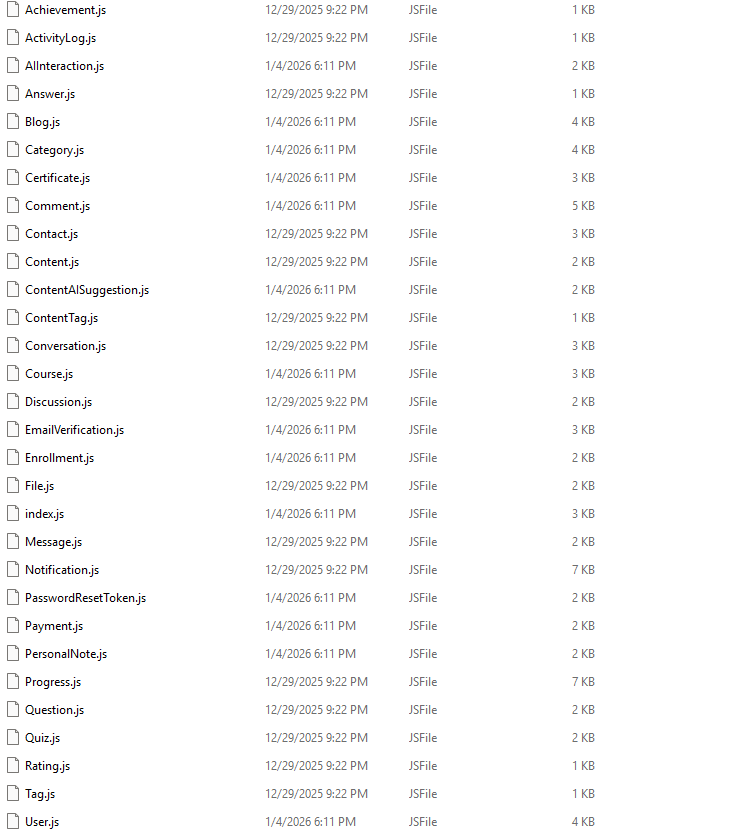 Achievement.js 12/29/2025 9:22 PM JSFile 1 KB
ActivityLog.js 12/29/2025 9:22 PM JSFile 1 KB
AIInteraction.js 1/4/2026 6:11 PM JSFile 2 KB
Answer.js 12/29/2025 9:22 PM JSFile 1 KB
Blog.js 1/4/2026 6:11 PM JSFile 4 KB
Category.js 1/4/2026 6:11 PM JSFile 4 KB
Certificate.js 1/4/2026 6:11 PM JSFile 3 KB
Comment.js 1/4/2026 6:11 PM JSFile 5 KB
Contact.js 12/29/2025 9:22 PM JSFile 3 KB
Content.js 12/29/2025 9:22 PM JSFile 2 KB
ContentAISuggestion.js 1/4/2026 6:11 PM JSFile 2 KB
ContentTag.js 12/29/2025 9:22 PM JSFile 1 KB
Conversation.js 12/29/2025 9:22 PM JSFile 3 KB
Course.js 1/4/2026 6:11 PM JSFile 3 KB
Discussion.js 12/29/2025 9:22 PM JSFile 2 KB
EmailVerification.js 1/4/2026 6:11 PM JSFile 3 KB
Enrollment.js 1/4/2026 6:11 PM JSFile 2 KB
File.js 12/29/2025 9:22 PM JSFile 2 KB
index.js 1/4/2026 6:11 PM JSFile 3 KB
Message.js 12/29/2025 9:22 PM JSFile 2 KB
Notification.js 12/29/2025 9:22 PM JSFile 7 KB
PasswordResetToken.js 1/4/2026 6:11 PM JSFile 2 KB
Payment.js 1/4/2026 6:11 PM JSFile 2 KB
PersonalNote.js 1/4/2026 6:11 PM JSFile 2 KB
Progress.js 12/29/2025 9:22 PM JSFile 7 KB
Question.js 12/29/2025 9:22 PM JSFile 2 KB
Quiz.js 12/29/2025 9:22 PM JSFile 2 KB
Rating.js 12/29/2025 9:22 PM JSFile 1 KB
Tag.js 12/29/2025 9:22 PM JSFile 1 KB
User.js 1/4/2026 6:11 PM JSFile 4 KB